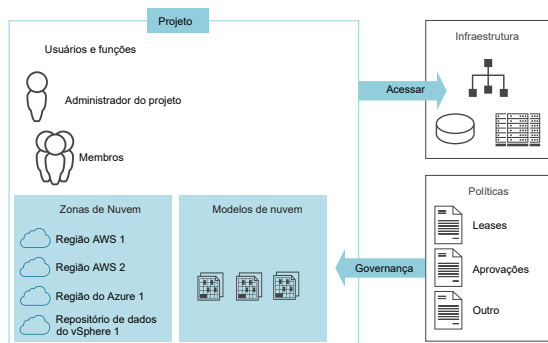 Projeto
Usuários e funções
Administrador do projeto
Membros
Zonas de Nuvem
Região AWS 1
Região AWS 2
Região do Azure 1
Repositório de dados
do vSphere 1
Modelos de nuvem
Acessar
Governança
Infraestrutura
Políticas
Leases
Aprovações
Outro